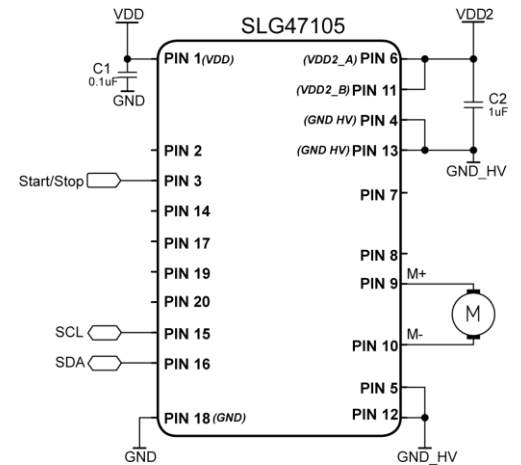 VDD
SLG47105
VDD2
PIN 1(VDD)
(VDD2_A) PIN 6
C1
0.1uF
GND
(VDD2_B) PIN 11
C2
1uF
(GND HV) PIN 4
PIN 2
(GND HV) PIN 13
GND_HV
Start/Stop
PIN 3
PIN 7
PIN 14
PIN 17
PIN 8
PIN 19
PIN 9
M+
PIN 20
M
SCL
PIN 15
M-
PIN 10
SDA
PIN 16
PIN 5
PIN 18 (GND)
PIN 12
GND
GND_HV